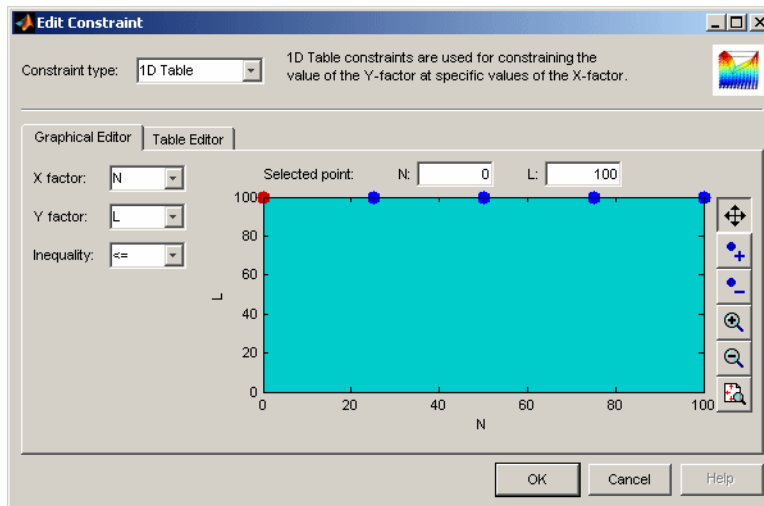 Edit Constraint
Constraint type: 1D Table
1D Table constraints are used for constraining the
value of the Y-factor at specific values of the X-factor.
Graphical Editor Table Editor
X factor: N
Selected point: N: 0 L: 100
Y factor: L
Inequality: <=
100
80
60
40
20
0
L
0 20 40 60 80 100
N
OK Cancel Help